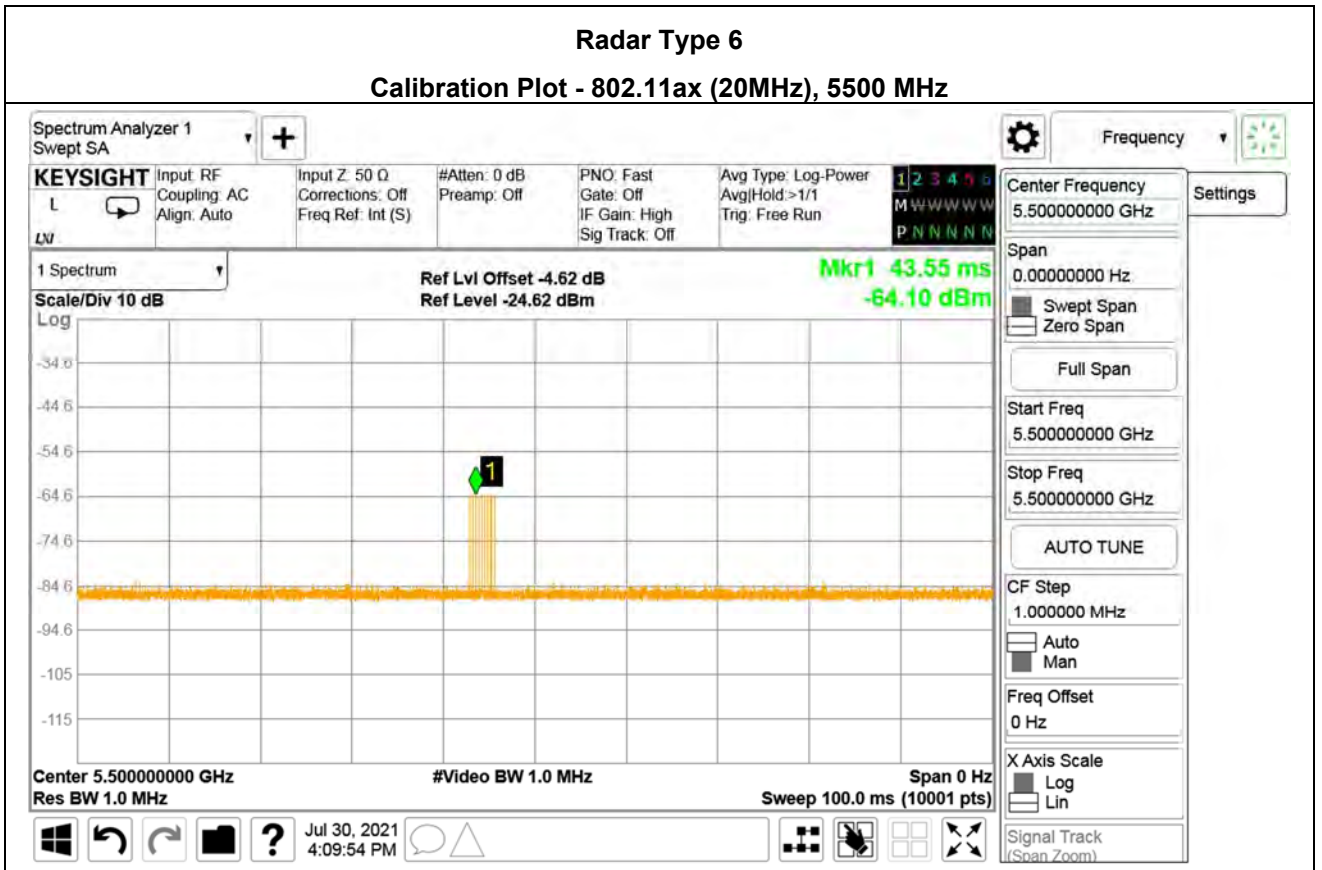 Radar Type 6
Calibration Plot - 802.11ax (20MHz), 5500 MHz
Spectrum Analyzer 1
Swept SA
+
Frequency
KEYSIGHT
L
LXI
Input: RF
Coupling: AC
Align: Auto
Input Z: 50 Ω
Corrections: Off
Freq Ref: Int (S)
#Atten: 0 dB
Preamp: Off
PNO: Fast
Gate: Off
IF Gain: High
Sig Track: Off
Avg Type: Log-Power
Avg|Hold:>1/1
Trig: Free Run
1 2 3 4 5 6
M W W W W W
P N N N N N
Center Frequency
5.500000000 GHz
Settings
Span
0.00000000 Hz
Swept Span
Zero Span
Full Span
Start Freq
5.500000000 GHz
Stop Freq
5.500000000 GHz
AUTO TUNE
CF Step
1.000000 MHz
Auto
Man
Freq Offset
0 Hz
X Axis Scale
Log
Lin
Signal Track
(Span Zoom)
1 Spectrum
Scale/Div 10 dB
Log
Ref Lvl Offset -4.62 dB
Ref Level -24.62 dBm
Mkr1 43.55 ms
-64.10 dBm
-34.6
-44.6
-54.6
1
-64.6
-74.6
-84.6
-94.6
-105
-115
Center 5.500000000 GHz
Res BW 1.0 MHz
#Video BW 1.0 MHz
Span 0 Hz
Sweep 100.0 ms (10001 pts)
?
Jul 30, 2021
4:09:54 PM